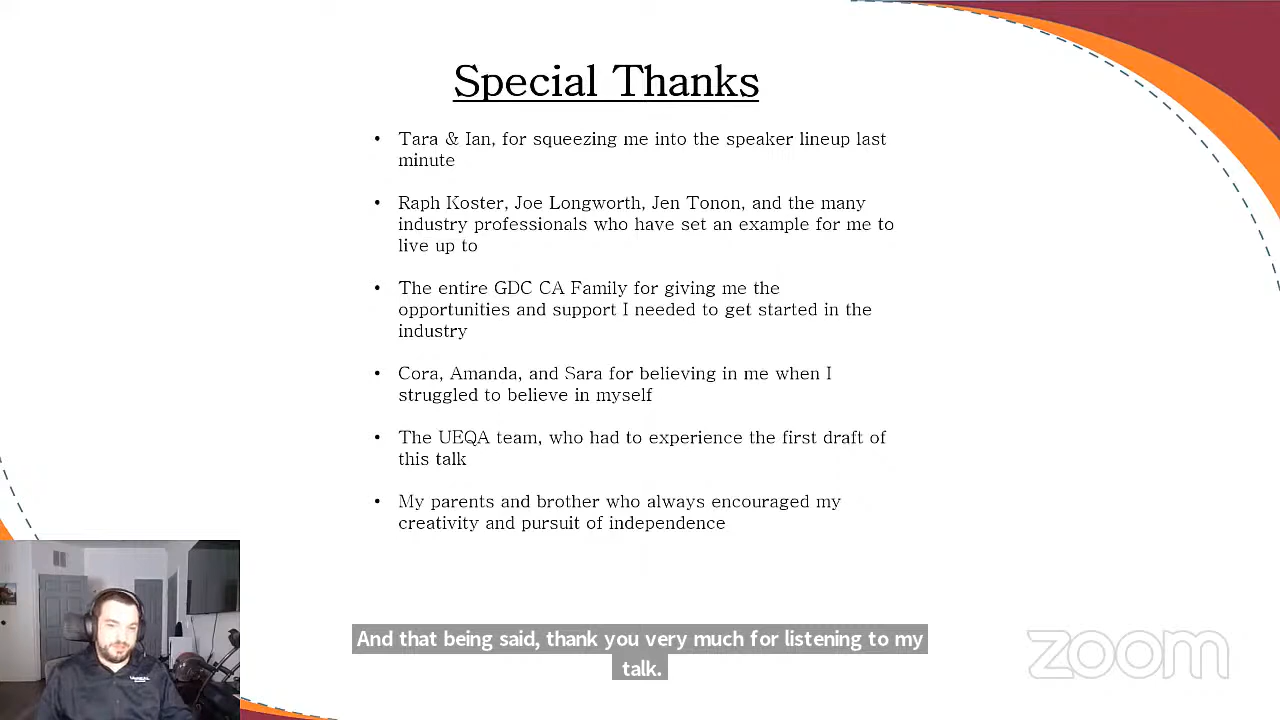 Special Thanks
• Tara & Ian, for squeezing me into the speaker lineup last
minute
• Raph Koster, Joe Longworth, Jen Tonon, and the many
industry professionals who have set an example for me to
live up to
• The entire GDC CA Family for giving me the
opportunities and support I needed to get started in the
industry
• Cora, Amanda, and Sara for believing in me when I
struggled to believe in myself
• The UEQA team, who had to experience the first draft of
this talk
• My parents and brother who always encouraged my
creativity and pursuit of independence
And that being said, thank you very much for listening to my
talk.
zoom